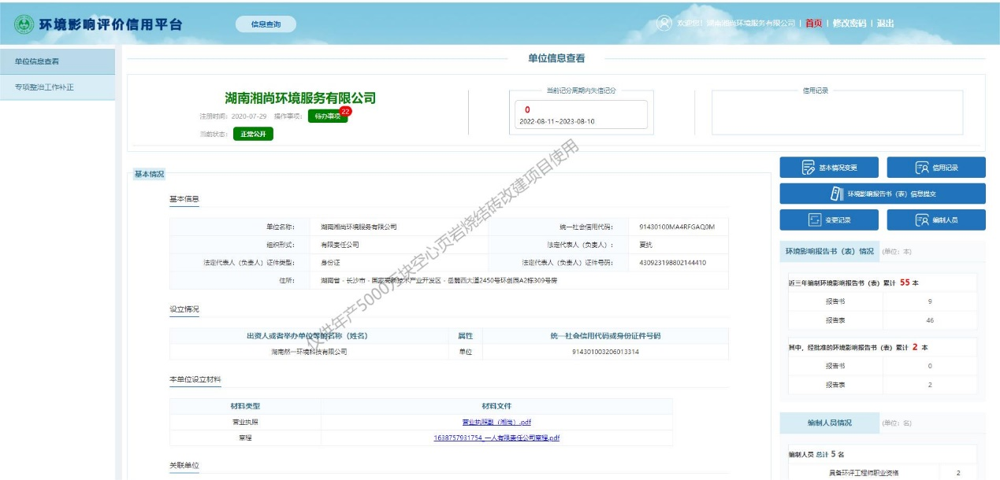 环境影响评价信用平台 信息查询 欢迎您！湖南湘尚环境服务有限公司 | 首页 | 修改密码 | 退出
单位信息查看
专项整治工作补正
单位信息查看
湖南湘尚环境服务有限公司
注册时间：2020-07-29 操作事项：待办事项 22
当前状态：正常公开
当前记分周期内失信记分
0
2022-08-11~2023-08-10
信用记录
基本情况变更 信用记录
环境影响报告书（表）信息提交
变更记录 编制人员
基本情况
基本信息
单位名称： 湖南湘尚环境服务有限公司 统一社会信用代码： 91430100MA4RFGAQ0M
组织形式： 有限责任公司 法定代表人（负责人）： 夏抗
法定代表人（负责人）证件类型： 身份证 法定代表人（负责人）证件号码： 430923198802144410
住所： 湖南省 - 长沙市 - 国家高新技术产业开发区 - 岳麓西大道2450号环创园A2栋309号房
设立情况
出资人或者举办单位等的名称（姓名） 属性 统一社会信用代码或身份证件号码
湖南然一环境科技有限公司 单位 914301003206013314
本单位设立材料
材料类型 材料文件
营业执照 营业执照副（湘尚）.pdf
章程 1638757931754_一人有限责任公司章程.pdf
关联单位
环境影响报告书（表）情况 (单位：本)
近三年编制环境影响报告书（表）累计 55 本
报告书 9
报告表 46
其中，经批准的环境影响报告书（表）累计 2 本
报告书 0
报告表 2
编制人员情况 (单位：名)
编制人员 总计 5 名
具备环评工程师职业资格 2
仅供年产5000万块空心页岩烧结砖改建项目使用